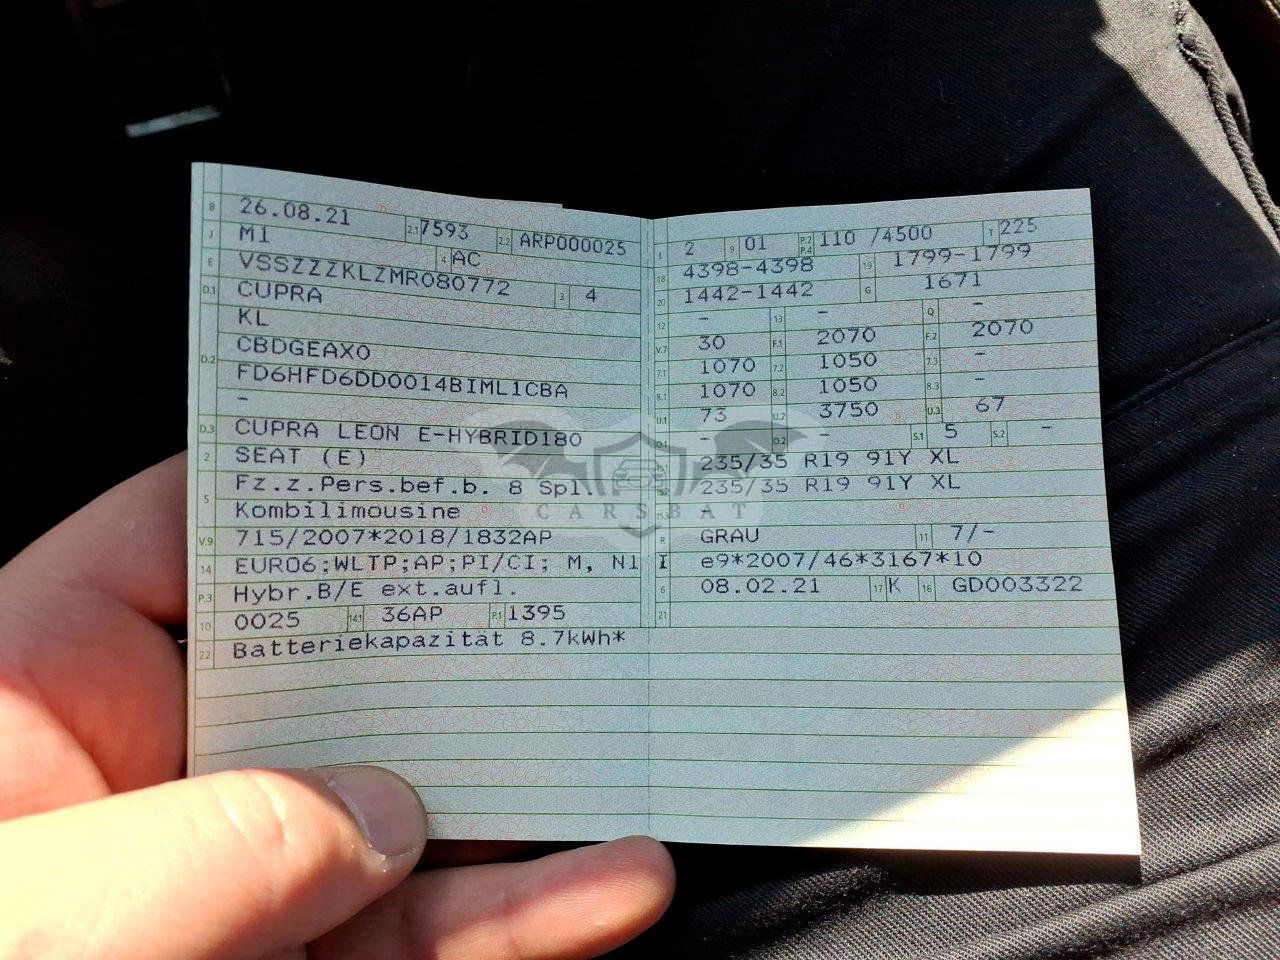 B 26.08.21 2.1 7593 2.2 ARP000025
J M1 4 AC
E VSSZZZKLZMR080772 3 4
D.1 CUPRA
KL
D.2 CBDGEAX0
FD6HFD6DD0014BIML1CBA
-
D.3 CUPRA LEON E-HYBRID180
2 SEAT (E)
5 Fz.z.Pers.bef.b. 8 Spl.
Kombilimousine
V.9 715/2007*2018/1832AP
14 EURO6;WLTP;AP;PI/CI; M, N1 I
P.3 Hybr.B/E ext.aufl.
10 0025 14.1 36AP P.1 1395
22 Batteriekapazität 8.7kWh*
L 2 9 01 P.2 P.4 110 /4500 T 225
18 4398-4398 19 1799-1799
20 1442-1442 G 1671
12 - 13 - Q -
V.7 30 F.1 2070 F.2 2070
7.1 1070 7.2 1050 7.3 -
8.1 1070 8.2 1050 8.3 -
U.1 73 U.2 3750 U.3 67
O.1 - O.2 - S.1 5 S.2 -
15.1 235/35 R19 91Y XL
15.2 235/35 R19 91Y XL
15.3 -
R GRAU 11 7/-
e9*2007/46*3167*10
6 08.02.21 17 K 16 GD003322
21
CARSBAT